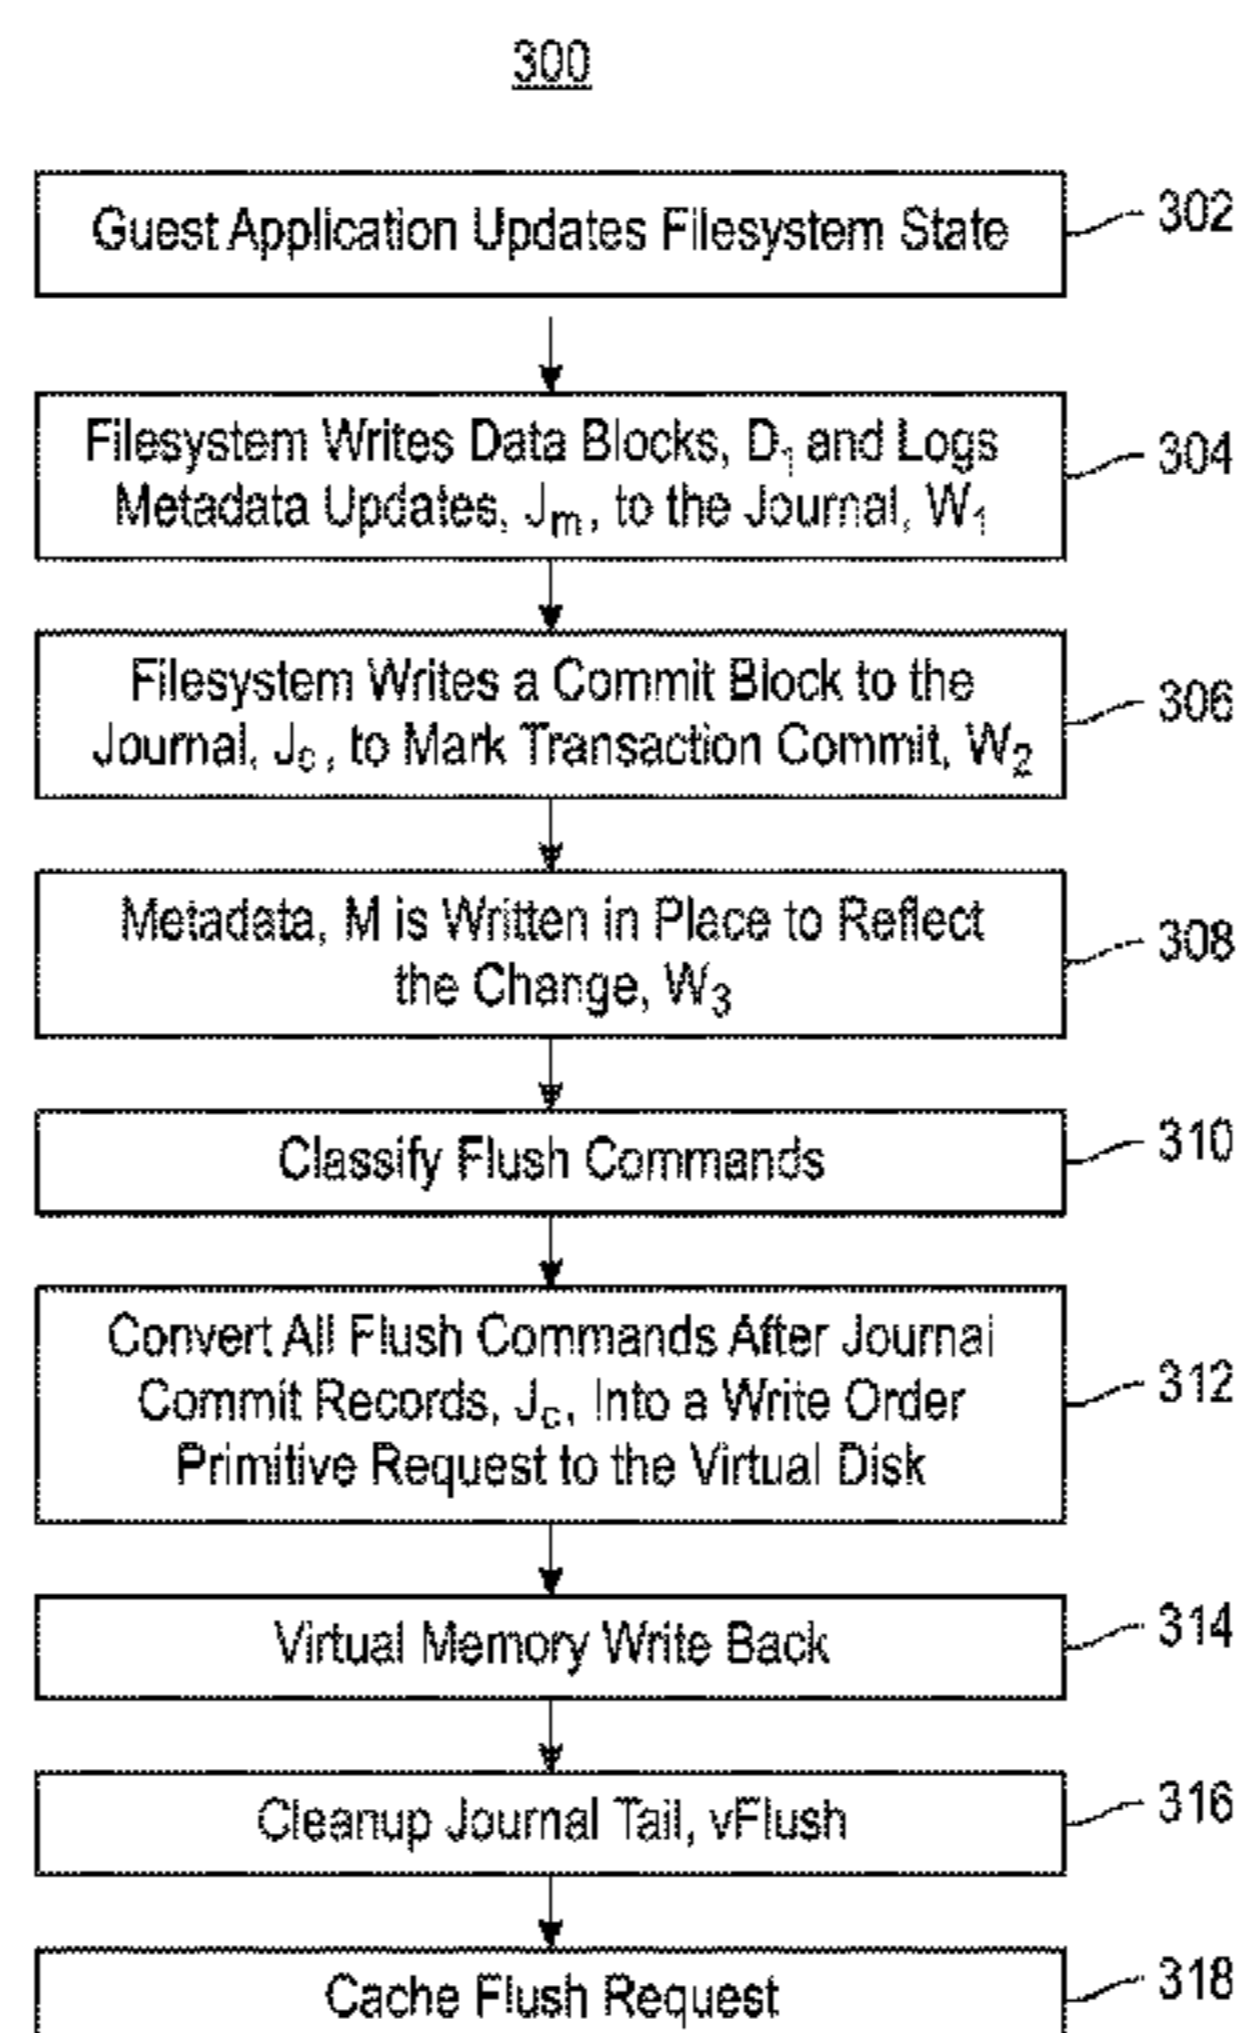 300
Guest Application Updates Filesystem State
302
Filesystem Writes Data Blocks, D1 and Logs
Metadata Updates, Jm, to the Journal, W1
304
Filesystem Writes a Commit Block to the
Journal, Jc, to Mark Transaction Commit, W2
306
Metadata, M is Written in Place to Reflect
the Change, W3
308
Classify Flush Commands
310
Convert All Flush Commands After Journal
Commit Records, Jc, Into a Write Order
Primitive Request to the Virtual Disk
312
Virtual Memory Write Back
314
Cleanup Journal Tail, vFlush
316
Cache Flush Request
318